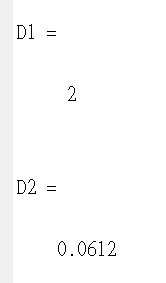 D1 =
2
D2 =
0.0612